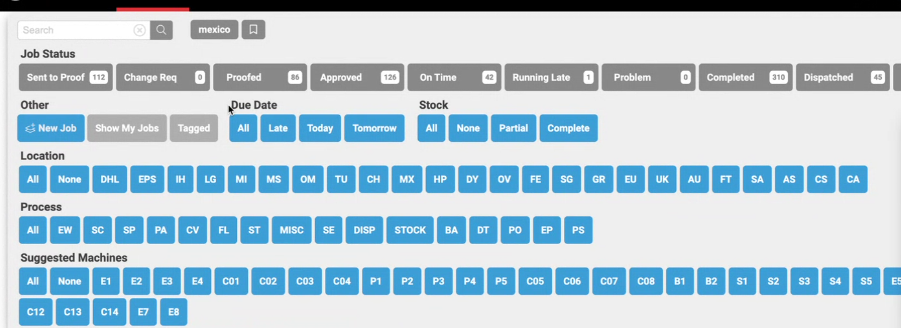 Search mexico
Job Status
Sent to Proof 112 Change Req 0 Proofed 86 Approved 126 On Time 42 Running Late 1 Problem 0 Completed 310 Dispatched 45
Other Due Date Stock
New Job Show My Jobs Tagged All Late Today Tomorrow All None Partial Complete
Location
All None DHL EPS IH LG MI MS OM TU CH MX HP DY OV FE SG GR EU UK AU FT SA AS CS CA
Process
All EW SC SP PA CV FL ST MISC SE DISP STOCK BA DT PO EP PS
Suggested Machines
All None E1 E2 E3 E4 C01 C02 C03 C04 P1 P2 P3 P4 P5 C05 C06 C07 C08 B1 B2 S1 S2 S3 S4 S5
C12 C13 C14 E7 E8